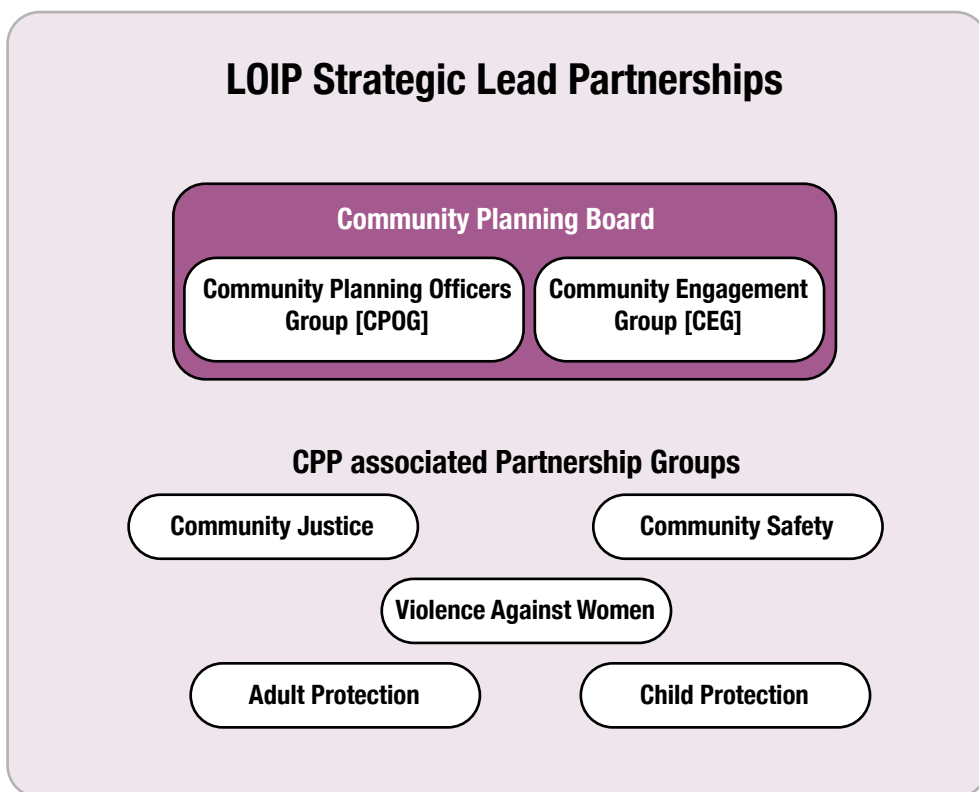 LOIP Strategic Lead Partnerships
Community Planning Board
Community Planning Officers
Group [CPOG]
Community Engagement
Group [CEG]
CPP associated Partnership Groups
Community Justice
Community Safety
Violence Against Women
Adult Protection
Child Protection